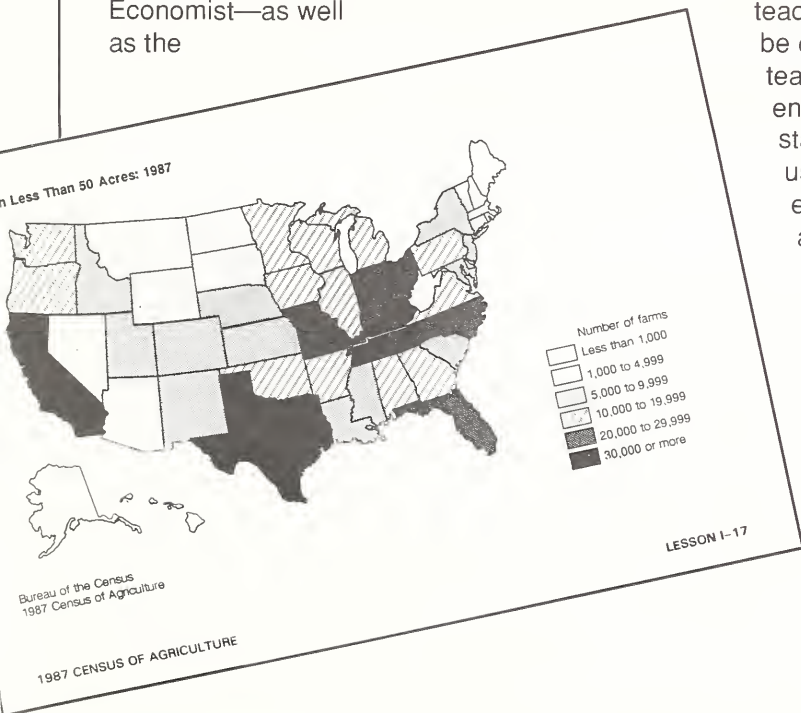 Economist—as well
as the
teac
be
tea
en
st
u
e
a
n Less Than 50 Acres: 1987
Number of farms
Less than 1,000
1,000 to 4,999
5,000 to 9,999
10,000 to 19,999
20,000 to 29,999
30,000 or more
Bureau of the Census
1987 Census of Agriculture
LESSON I–17
1987 CENSUS OF AGRICULTURE